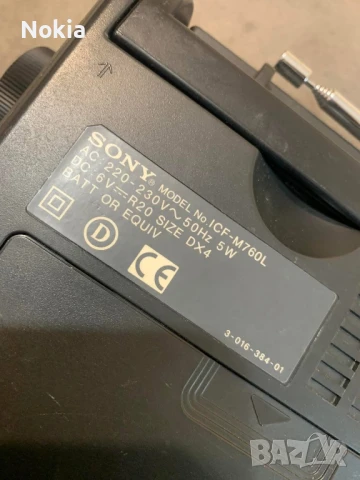 Nokia
SONY MODEL No. ICF-M760L
AC 220-230V~50Hz 5W
DC 6V⎓R20 SIZE DX4
BATT OR EQUIV
D
CE
3-016-384-01
BAZAR